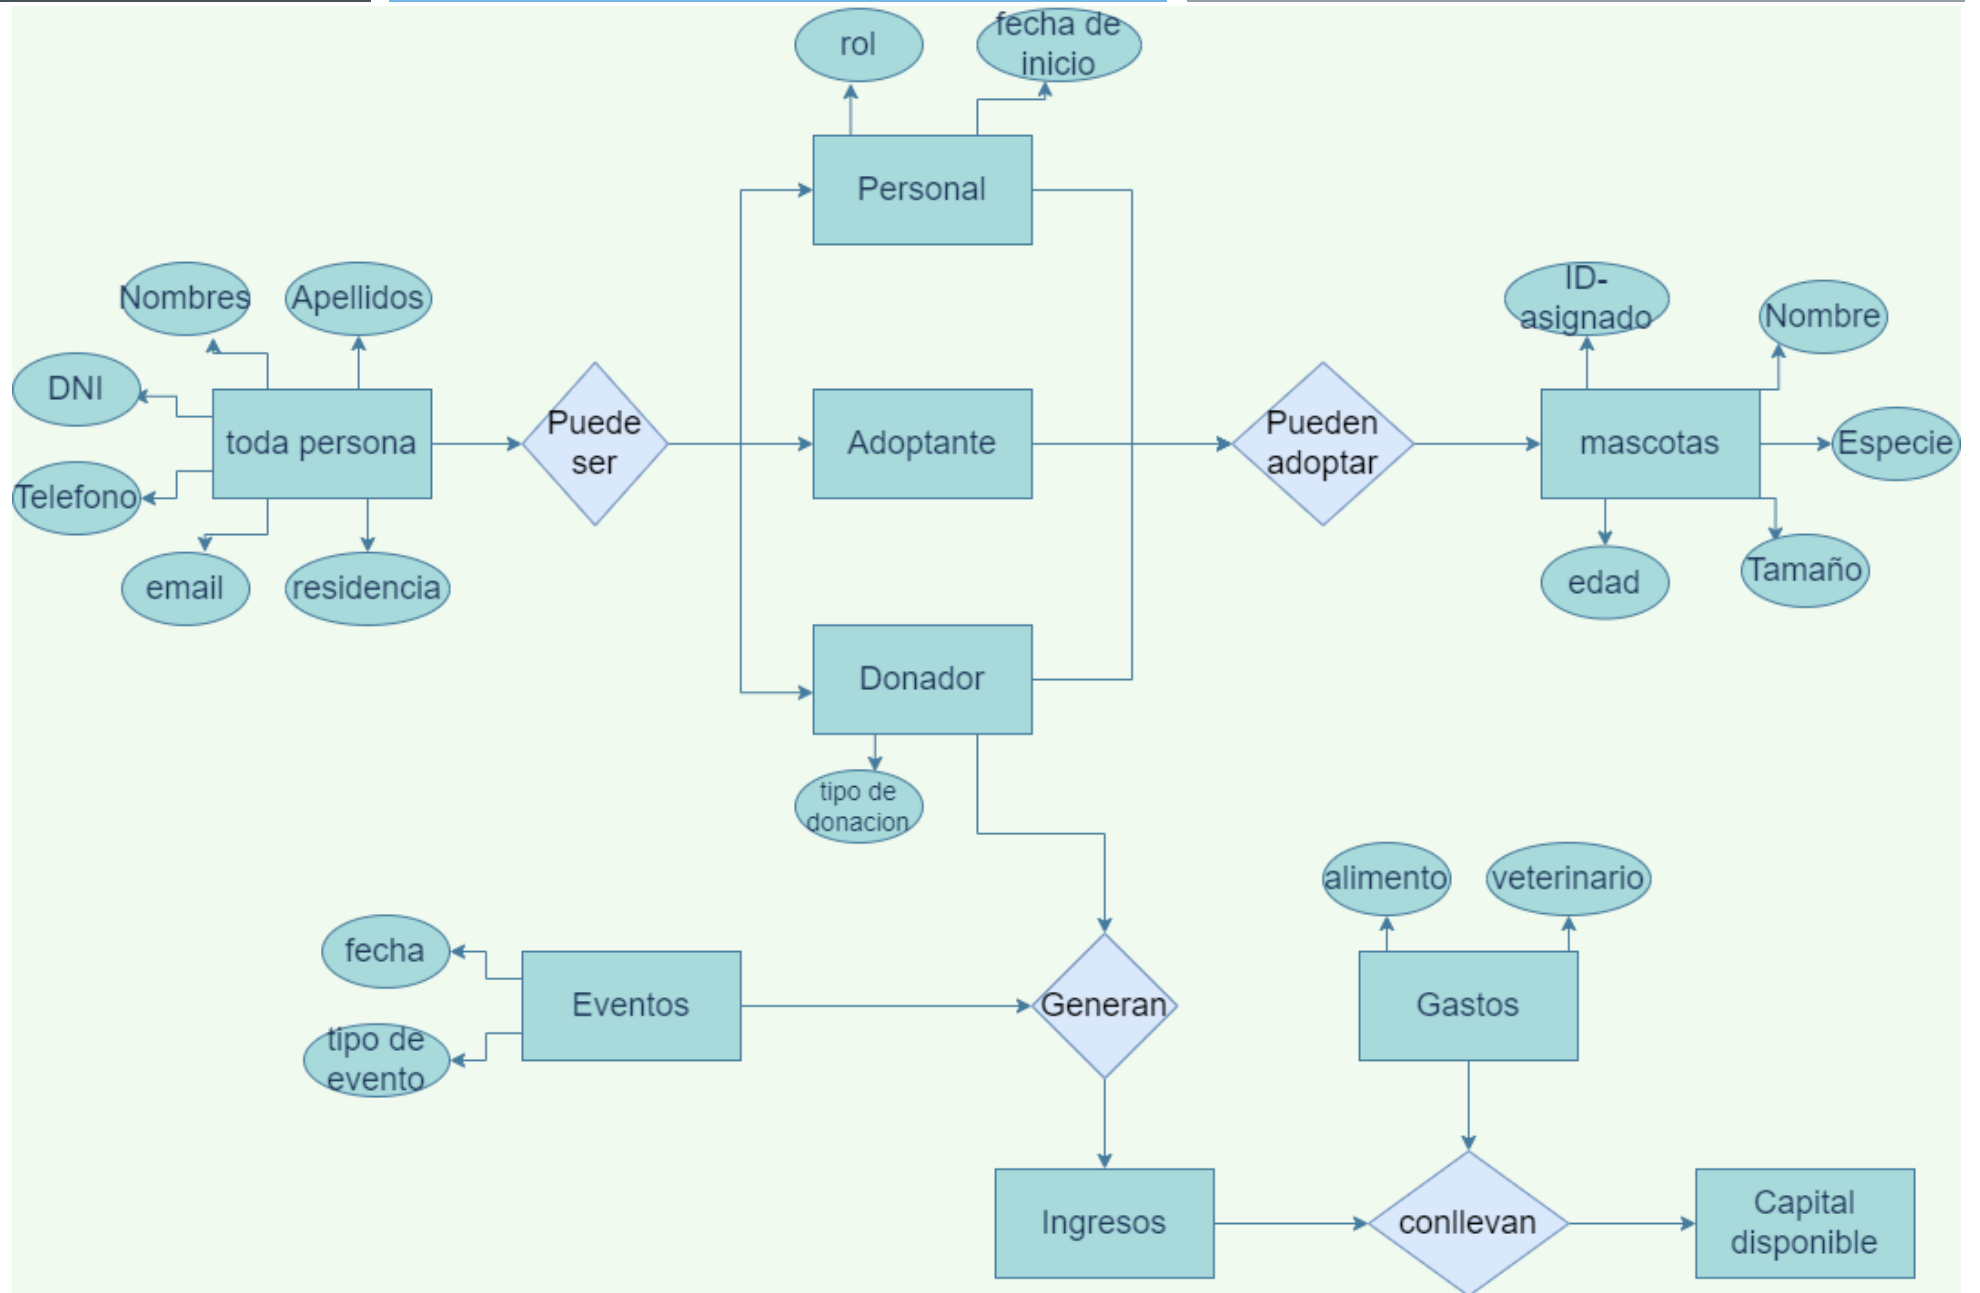 rol
fecha de
inicio
Personal
Nombres
Apellidos
ID-
asignado
Nombre
DNI
toda persona
Puede
ser
Adoptante
Pueden
adoptar
mascotas
Especie
Telefono
email
residencia
edad
Tamaño
Donador
tipo de
donacion
alimento
veterinario
fecha
Eventos
Generan
Gastos
tipo de
evento
Ingresos
conllevan
Capital
disponible